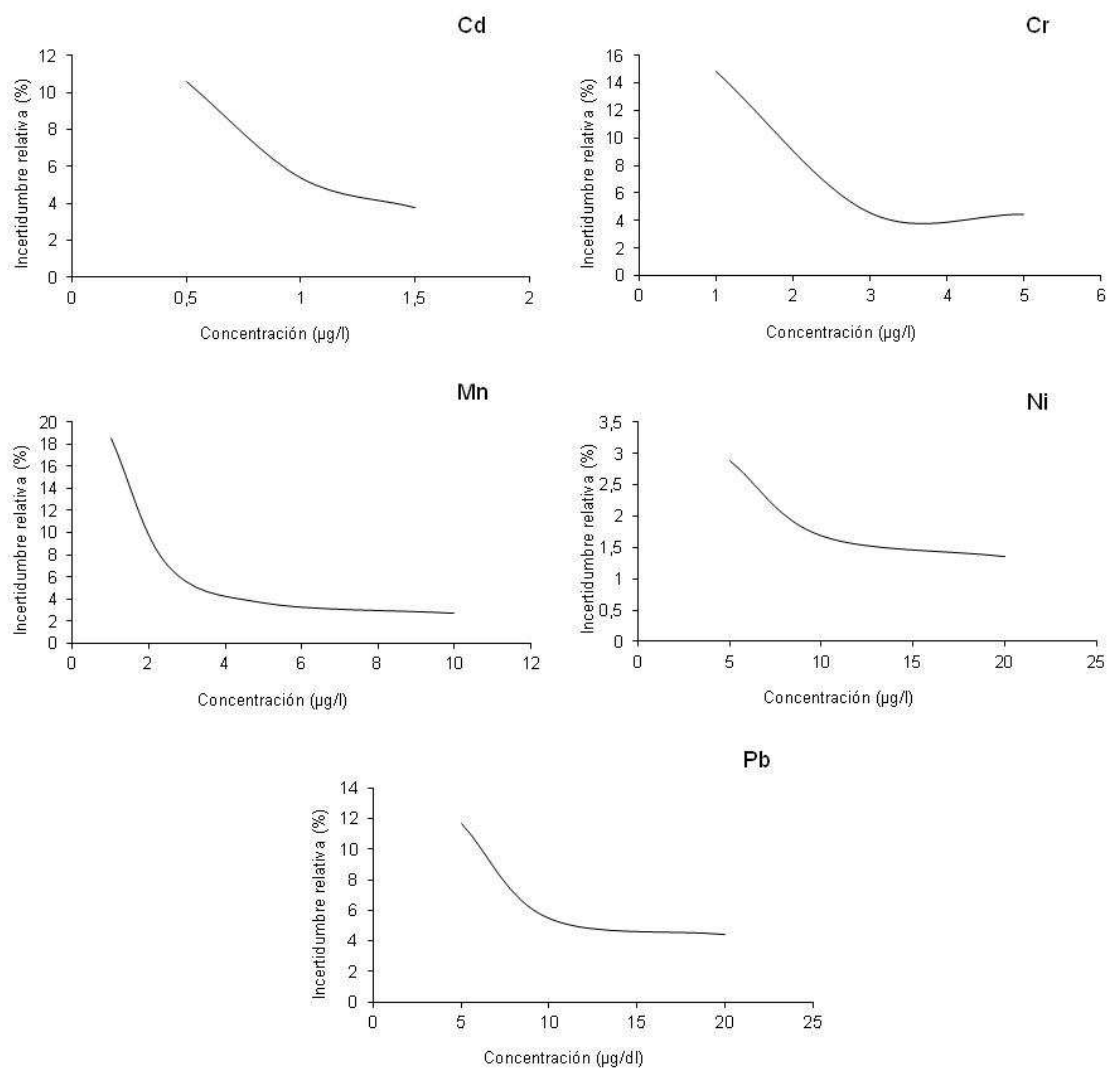 Cd
Incertidumbre relativa (%)
12
10
8
6
4
2
0
0 0,5 1 1,5 2
Concentración (µg/l)
Cr
Incertidumbre relativa (%)
16
14
12
10
8
6
4
2
0
0 1 2 3 4 5 6
Concentración (µg/l)
Mn
Incertidumbre relativa (%)
20
18
16
14
12
10
8
6
4
2
0
0 2 4 6 8 10 12
Concentración (µg/l)
Ni
Incertidumbre relativa (%)
3,5
3
2,5
2
1,5
1
0,5
0
0 5 10 15 20 25
Concentración (µg/l)
Pb
Incertidumbre relativa (%)
14
12
10
8
6
4
2
0
0 5 10 15 20 25
Concentración (µg/dl)